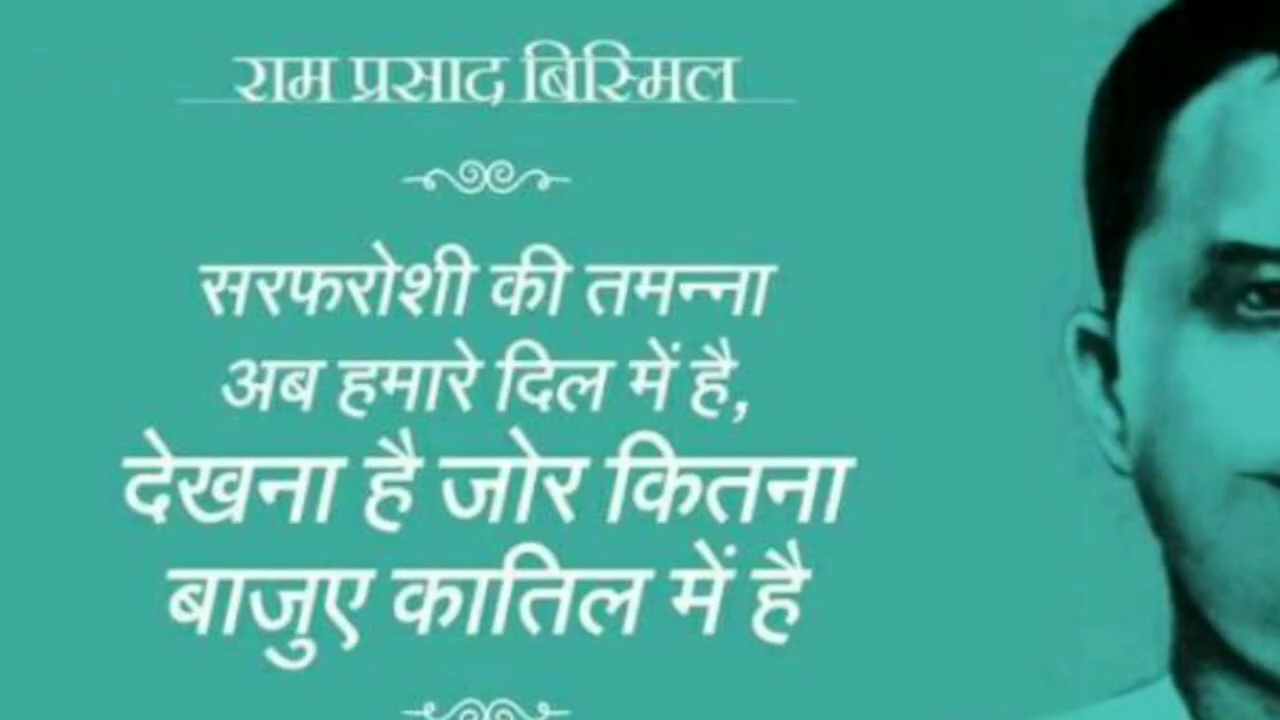 राम प्रसाद बिस्मिल
सरफरोशी की तमन्ना
अब हमारे दिल में है,
देखना है जोर कितना
बाजुए कातिल में है